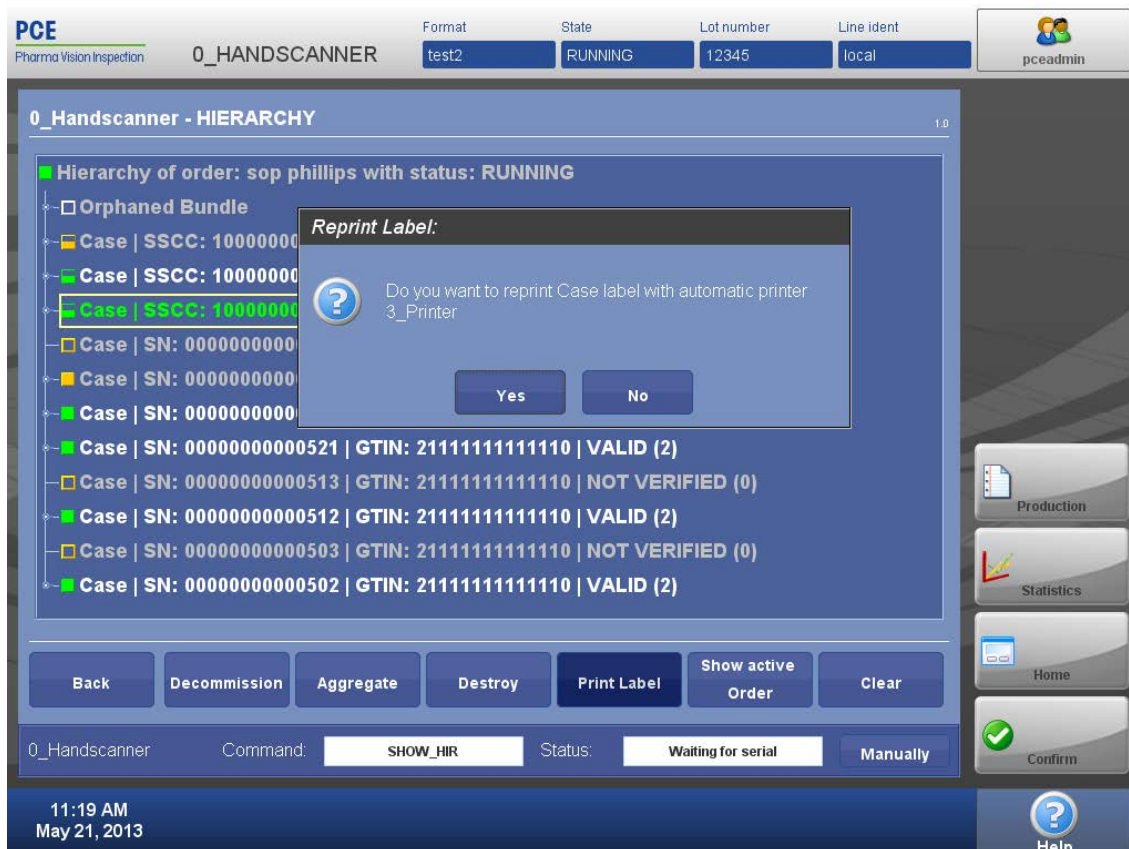 PCE
Pharma Vision Inspection
0_HANDSCANNER
Format
test2
State
RUNNING
Lot number
12345
Line ident
local
pceadmin
0_Handscanner - HIERARCHY
1.0
Hierarchy of order: sop phillips with status: RUNNING
Orphaned Bundle
Case | SSCC: 10000000
Case | SSCC: 10000000
Case | SSCC: 10000000
Case | SN: 0000000000
Case | SN: 0000000000
Case | SN: 0000000000
Case | SN: 00000000000521 | GTIN: 21111111111110 | VALID (2)
Case | SN: 00000000000513 | GTIN: 21111111111110 | NOT VERIFIED (0)
Case | SN: 00000000000512 | GTIN: 21111111111110 | VALID (2)
Case | SN: 00000000000503 | GTIN: 21111111111110 | NOT VERIFIED (0)
Case | SN: 00000000000502 | GTIN: 21111111111110 | VALID (2)
Reprint Label:
Do you want to reprint Case label with automatic printer
3_Printer
Yes
No
Production
Statistics
Home
Confirm
Back
Decommission
Aggregate
Destroy
Print Label
Show active
Order
Clear
0_Handscanner
Command:
SHOW_HIR
Status:
Waiting for serial
Manually
11:19 AM
May 21, 2013
Help